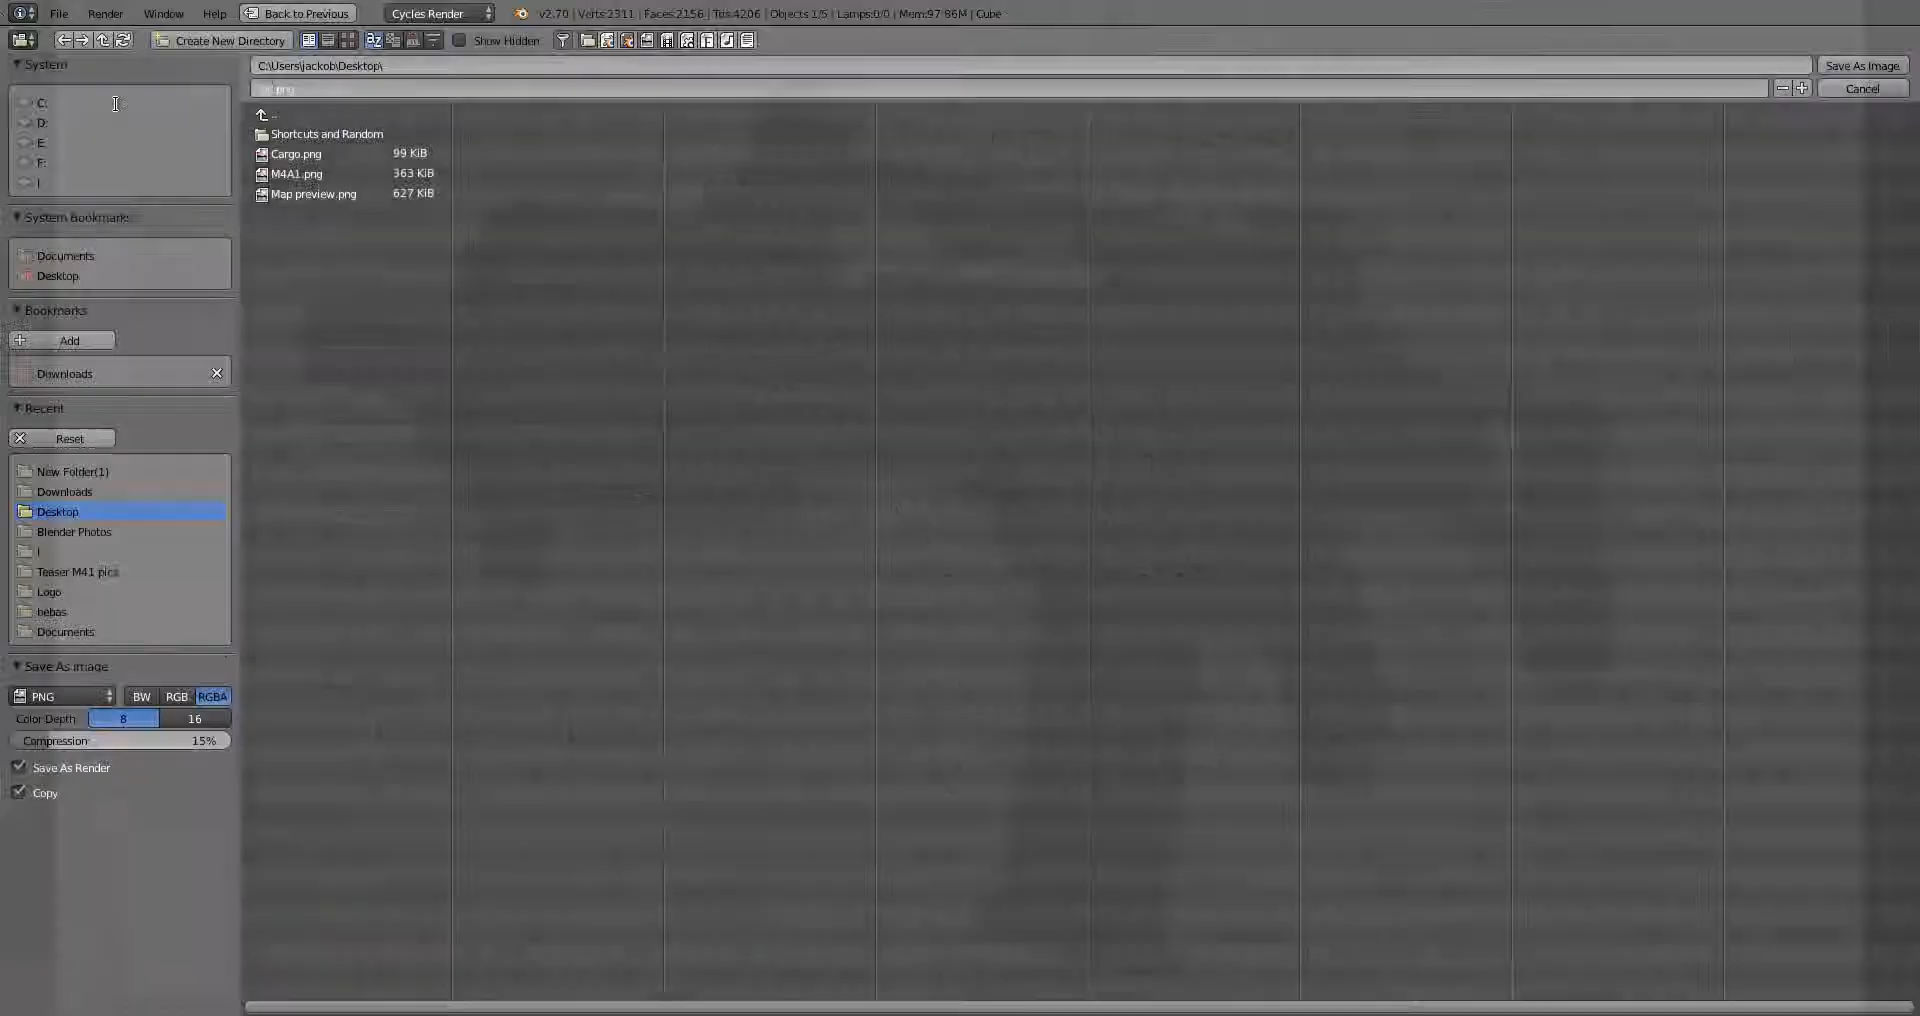 File Render Window Help Back to Previous Cycles Render v2.70 | Verts:2311 | Faces:2156 | Tris:4206 | Objects 1/5 | Lamps:0/0 | Mem:97.86M | Cube
Create New Directory Show Hidden
System
C:
D:
E:
F:
System Bookmarks
Documents
Desktop
Bookmarks
Add
Downloads
Recent
Reset
New Folder(1)
Downloads
Desktop
Blender Photos
Teaser M41 pics
Logo
bebas
Documents
Save As Image
PNG BW RGB RGBA
Color Depth 8 16
Compression 15%
Save As Render
Copy
C:\Users\jackob\Desktop\ Save As Image
.png Cancel
..
Shortcuts and Random
Cargo.png 99 KiB
M4A1.png 363 KiB
Map preview.png 627 KiB